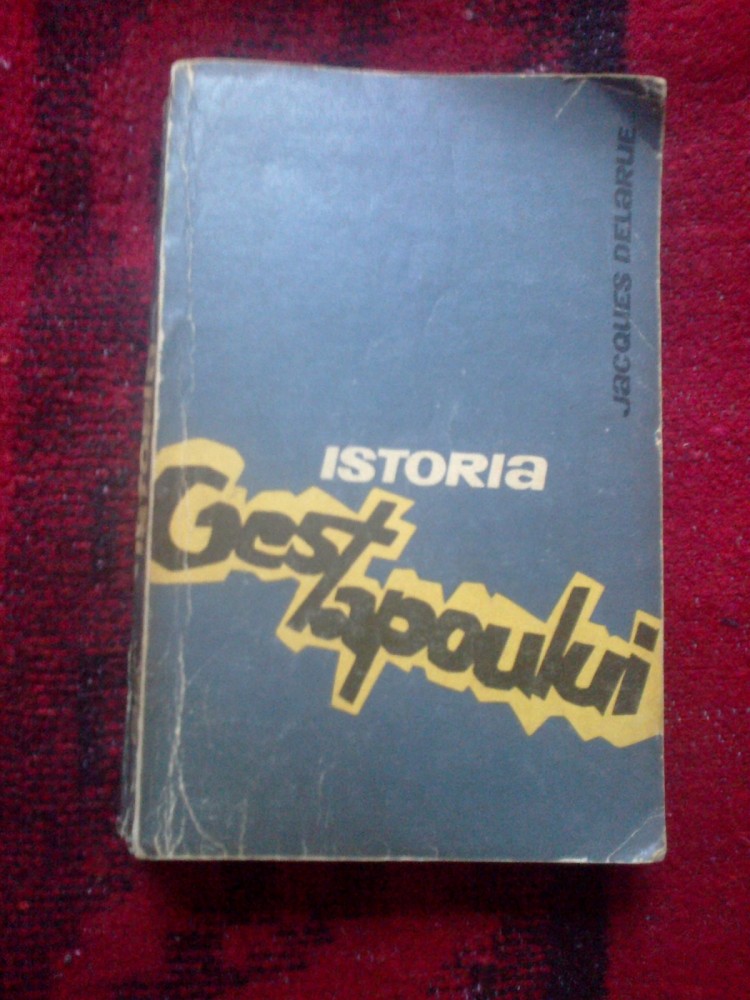 Jacques Delarue
Istoria
Gestapoului